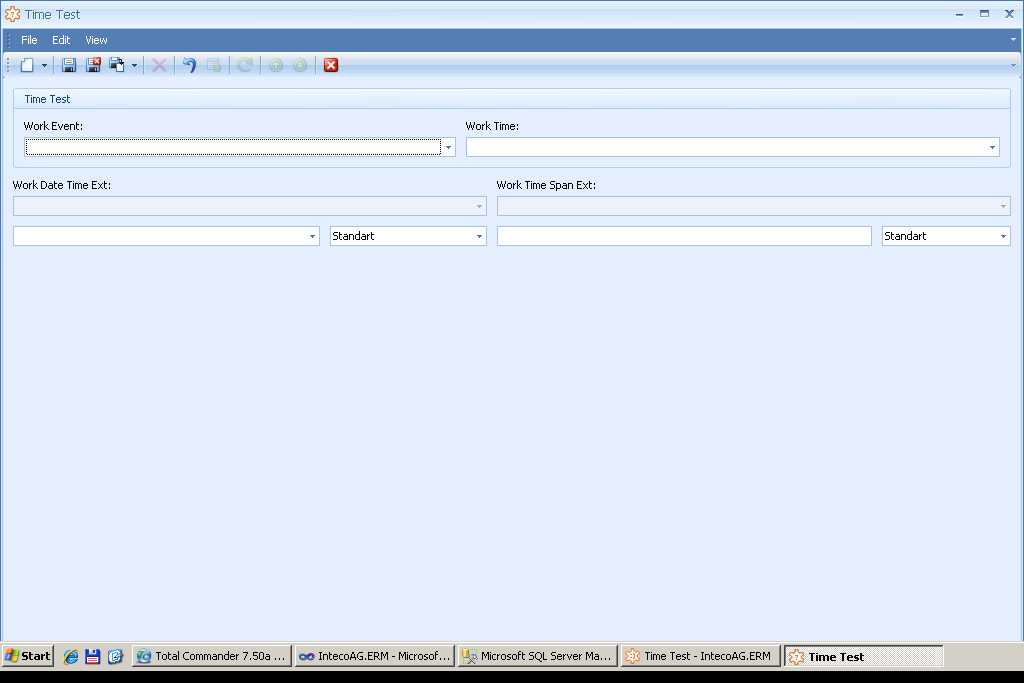 Time Test
File Edit View
Time Test
Work Event: Work Time:
Work Date Time Ext: Work Time Span Ext:
Standart Standart
Start Total Commander 7.50a ... IntecoAG.ERM - Microsof... Microsoft SQL Server Ma... Time Test - IntecoAG.ERM Time Test